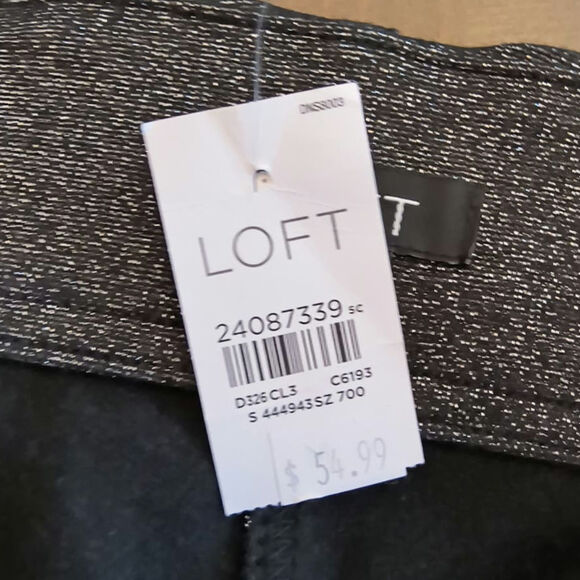 DNS8003
LOFT
T
24087339 SC
D326 CL3 C6193
S 444943 SZ 700
$ 54.99